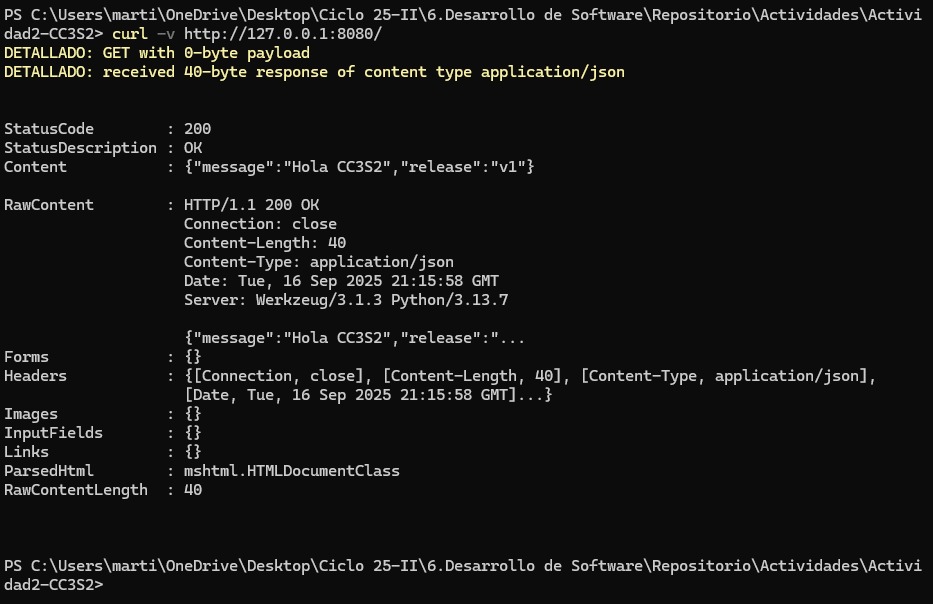 PS C:\Users\marti\OneDrive\Desktop\Ciclo 25-II\6.Desarrollo de Software\Repositorio\Actividades\Activi
dad2-CC3S2> curl -v http://127.0.0.1:8080/
DETALLADO: GET with 0-byte payload
DETALLADO: received 40-byte response of content type application/json
StatusCode        : 200
StatusDescription : OK
Content           : {"message":"Hola CC3S2","release":"v1"}
RawContent        : HTTP/1.1 200 OK
                    Connection: close
                    Content-Length: 40
                    Content-Type: application/json
                    Date: Tue, 16 Sep 2025 21:15:58 GMT
                    Server: Werkzeug/3.1.3 Python/3.13.7
                    {"message":"Hola CC3S2","release":"...
Forms             : {}
Headers           : {[Connection, close], [Content-Length, 40], [Content-Type, application/json],
                    [Date, Tue, 16 Sep 2025 21:15:58 GMT]...}
Images            : {}
InputFields       : {}
Links             : {}
ParsedHtml        : mshtml.HTMLDocumentClass
RawContentLength  : 40
PS C:\Users\marti\OneDrive\Desktop\Ciclo 25-II\6.Desarrollo de Software\Repositorio\Actividades\Activi
dad2-CC3S2>